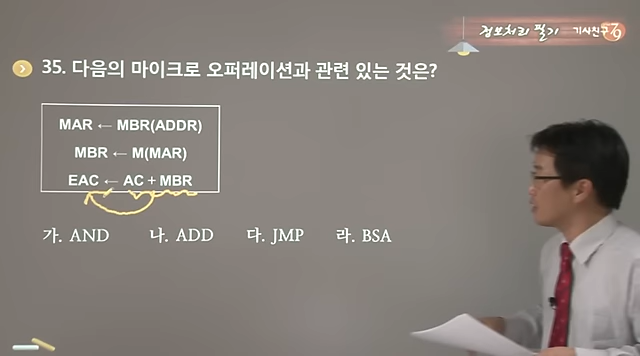 정보처리 필기 기사친구
35. 다음의 마이크로 오퍼레이션과 관련 있는 것은?
MAR ← MBR(ADDR)
MBR ← M(MAR)
EAC ← AC + MBR
가. AND 나. ADD 다. JMP 라. BSA